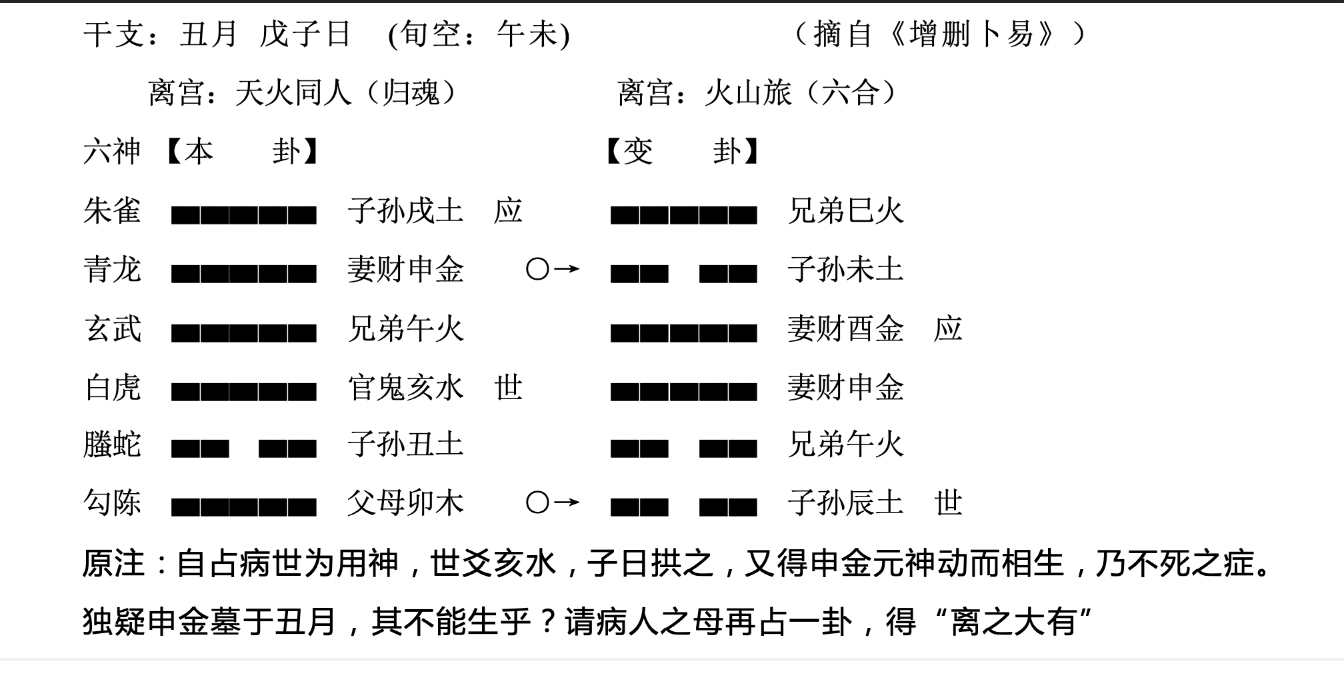 干支：丑月 戊子日 (旬空：午未) （摘自《增删卜易》）
离宫：天火同人（归魂） 离宫：火山旅（六合）
六神 【本 卦】 【变 卦】
朱雀 子孙戌土 应 兄弟巳火
青龙 妻财申金 ○→ 子孙未土
玄武 兄弟午火 妻财酉金 应
白虎 官鬼亥水 世 妻财申金
螣蛇 子孙丑土 兄弟午火
勾陈 父母卯木 ○→ 子孙辰土 世
原注：自占病世为用神，世爻亥水，子日拱之，又得申金元神动而相生，乃不死之症。
独疑申金墓于丑月，其不能生乎？请病人之母再占一卦，得“离之大有”